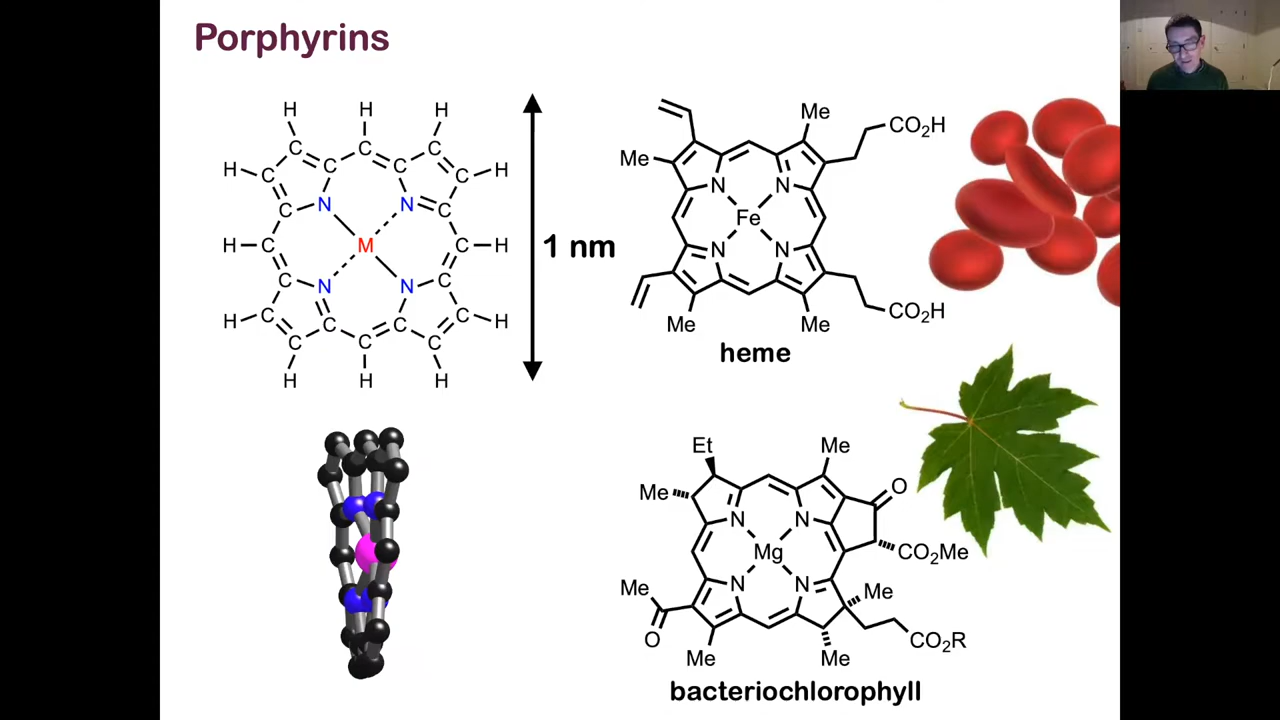 Porphyrins
H H H
C C C
H C C H
C N N C
H C M C H
C N N C
H C C C H
C C C
H H H
1 nm
Me CO₂H
Me
N N
Fe
N N
CO₂H
Me Me
heme
Et Me
Me O
N N
Mg CO₂Me
Me N N Me
O CO₂R
Me Me
bacteriochlorophyll